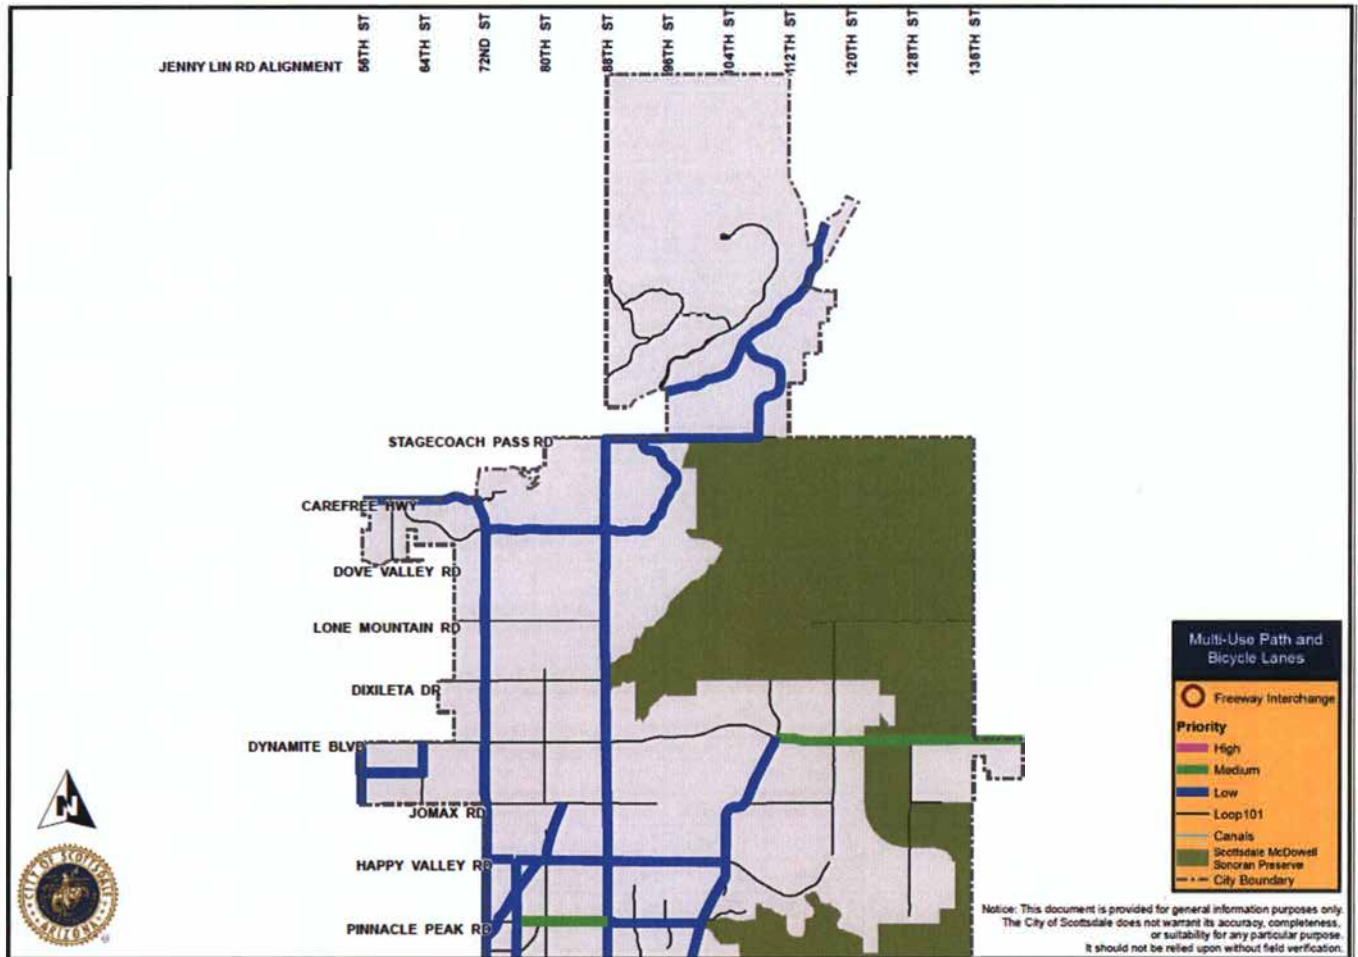 56TH ST
64TH ST
72ND ST
80TH ST
88TH ST
96TH ST
104TH ST
112TH ST
120TH ST
128TH ST
136TH ST
JENNY LIN RD ALIGNMENT
STAGECOACH PASS RD
CAREFREE HWY
DOVE VALLEY RD
LONE MOUNTAIN RD
DIXILETA DR
DYNAMITE BLVD
JOMAX RD
HAPPY VALLEY RD
PINNACLE PEAK RD
N
CITY OF SCOTTSDALE
ARIZONA
Multi-Use Path and
Bicycle Lanes
Freeway Interchange
Priority
High
Medium
Low
Loop101
Canals
Scottsdale McDowell
Sonoran Preserve
City Boundary
Notice: This document is provided for general information purposes only.
The City of Scottsdale does not warrant its accuracy, completeness,
or suitability for any particular purpose.
It should not be relied upon without field verification.